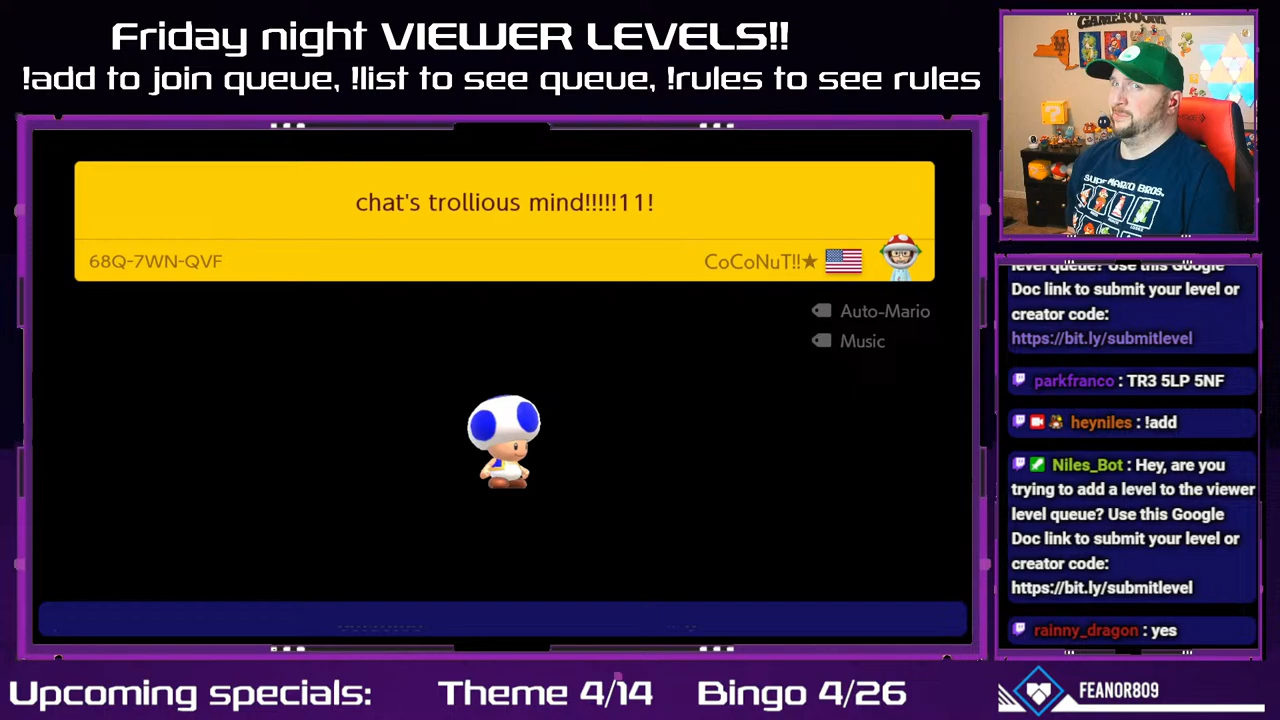 Friday night VIEWER LEVELS!!
!add to join queue, !list to see queue, !rules to see rules
GAMEROOM
chat's trollious mind!!!!!11!
68Q-7WN-QVF
CoCoNuT!!★
Auto-Mario
Music
SUPER MARIO BROS.
level queue? Use this Google
Doc link to submit your level or
creator code:
https://bit.ly/submitlevel
parkfranco : TR3 5LP 5NF
heyniles : !add
Niles_Bot : Hey, are you
trying to add a level to the viewer
level queue? Use this Google
Doc link to submit your level or
creator code:
https://bit.ly/submitlevel
rainny_dragon : yes
Upcoming specials: Theme 4/14 Bingo 4/26
FEANOR809